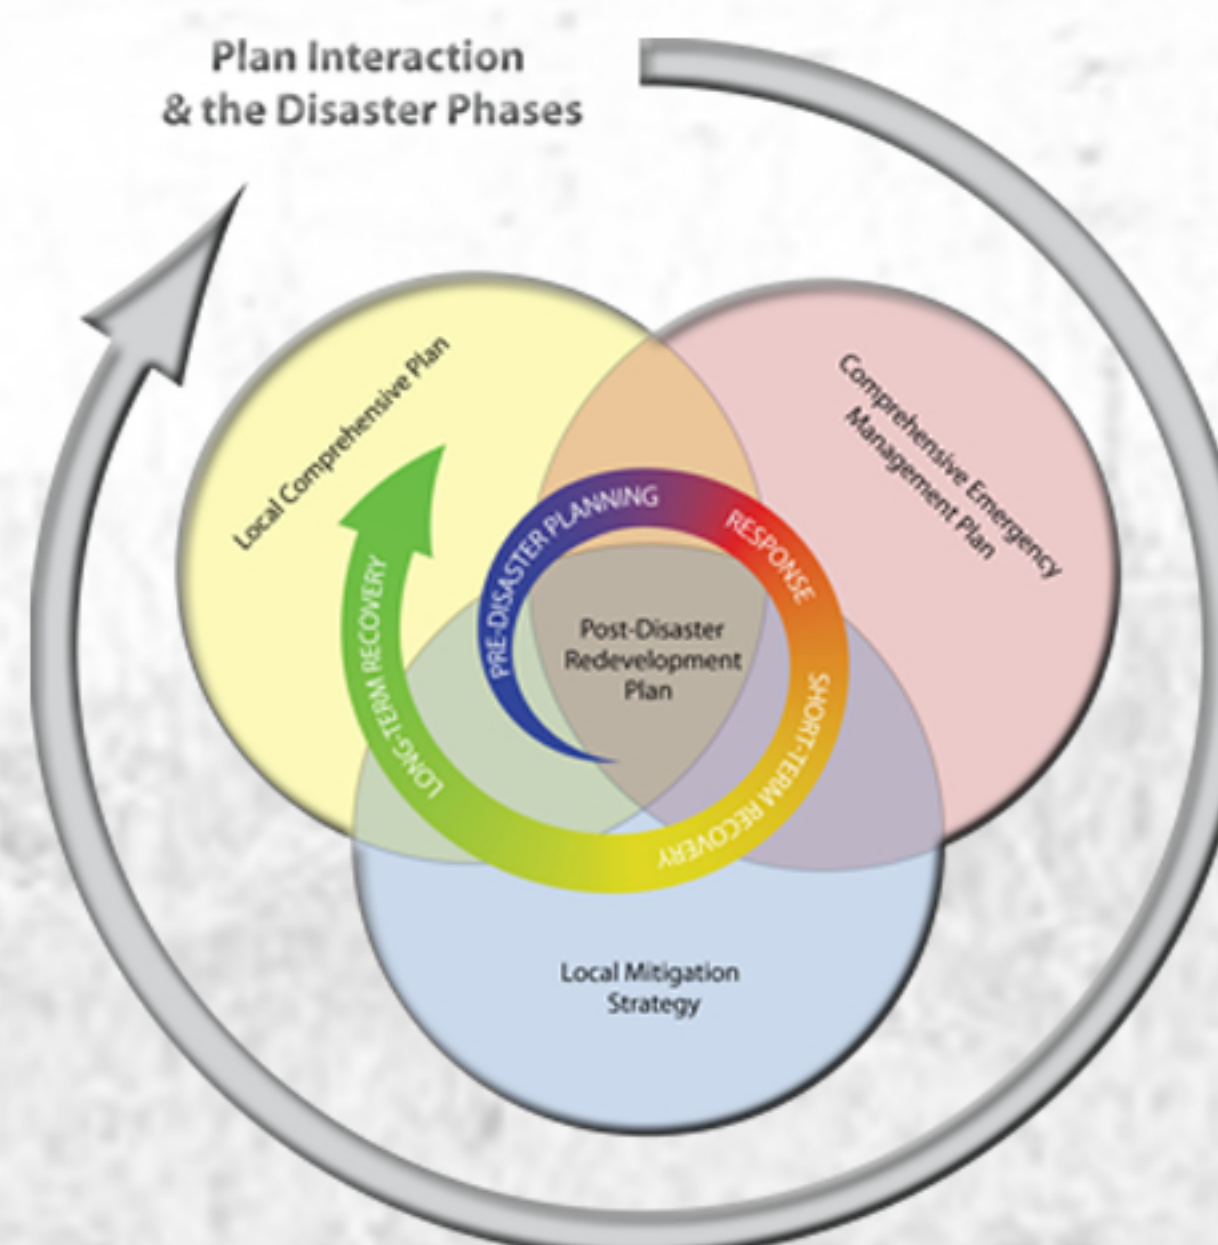 Plan Interaction
& the Disaster Phases
Local Comprehensive Plan
Comprehensive Emergency
Management Plan
PRE-DISASTER PLANNING
RESPONSE
SHORT-TERM RECOVERY
LONG-TERM RECOVERY
Post-Disaster
Redevelopment
Plan
Local Mitigation
Strategy